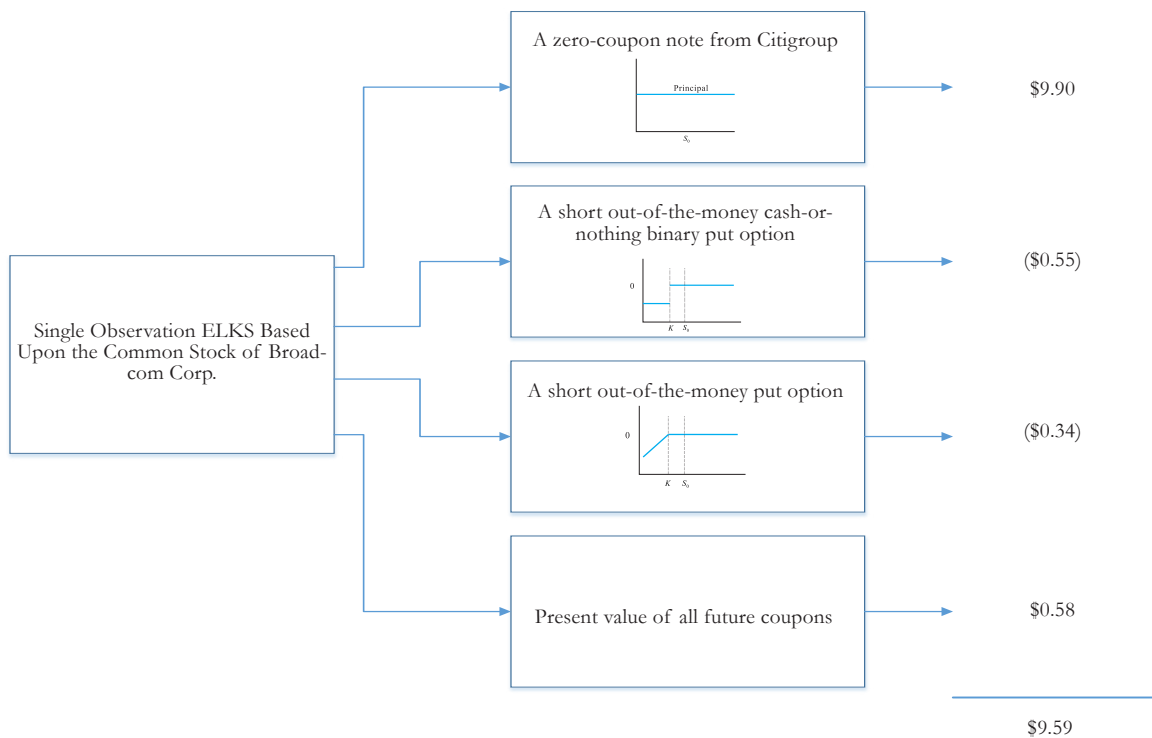 A zero-coupon note from Citigroup
Principal
S₀
$9.90
A short out-of-the-money cash-or-
nothing binary put option
0
K S₀
($0.55)
Single Observation ELKS Based
Upon the Common Stock of Broad-
com Corp.
A short out-of-the-money put option
0
K S₀
($0.34)
Present value of all future coupons
$0.58
$9.59